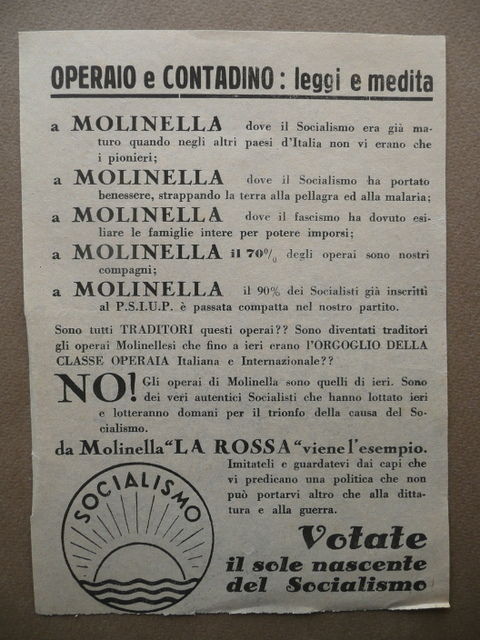 OPERAIO e CONTADINO: leggi e medita
a MOLINELLA dove il Socialismo era già ma-
turo quando negli altri paesi d'Italia non vi erano che
i pionieri;
a MOLINELLA dove il Socialismo ha portato
benessere, strappando la terra alla pellagra ed alla malaria;
a MOLINELLA dove il fascismo ha dovuto esi-
liare le famiglie intere per potere imporsi;
a MOLINELLA il 70% degli operai sono nostri
compagni;
a MOLINELLA il 90% dei Socialisti già inscritti
al P.S.I.U.P. è passata compatta nel nostro partito.
Sono tutti TRADITORI questi operai?? Sono diventati traditori
gli operai Molinellesi che fino a ieri erano l'ORGOGLIO DELLA
CLASSE OPERAIA Italiana e Internazionale??
NO! Gli operai di Molinella sono quelli di ieri. Sono
dei veri autentici Socialisti che hanno lottato ieri
e lotteranno domani per il trionfo della causa del So-
cialismo.
da Molinella "LA ROSSA" viene l'esempio.
Imitateli e guardatevi dai capi che
vi predicano una politica che non
può portarvi altro che alla ditta-
tura e alla guerra.
SOCIALISMO
Votate
il sole nascente
del Socialismo